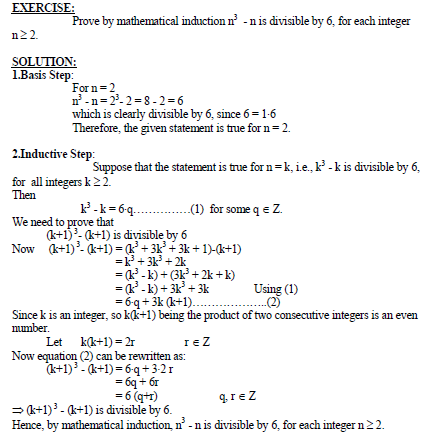 EXERCISE:
Prove by mathematical induction n³ - n is divisible by 6, for each integer
n ≥ 2.
SOLUTION:
1.Basis Step:
For n = 2
n³ - n = 2³ - 2 = 8 - 2 = 6
which is clearly divisible by 6, since 6 = 1·6
Therefore, the given statement is true for n = 2.
2.Inductive Step:
Suppose that the statement is true for n = k, i.e., k³ - k is divisible by 6,
for all integers k ≥ 2.
Then
k³ - k = 6·q……………(1) for some q ∈ Z.
We need to prove that
(k+1)³- (k+1) is divisible by 6
Now (k+1)³- (k+1) = (k³ + 3k² + 3k + 1)-(k+1)
= k³ + 3k² + 2k
= (k³ - k) + (3k² + 2k + k)
= (k³ - k) + 3k² + 3k Using (1)
= 6·q + 3k (k+1)………………..(2)
Since k is an integer, so k(k+1) being the product of two consecutive integers is an even
number.
Let k(k+1) = 2r r ∈ Z
Now equation (2) can be rewritten as:
(k+1)³ - (k+1) = 6·q + 3·2 r
= 6q + 6r
= 6 (q+r) q, r ∈ Z
⇒ (k+1)³ - (k+1) is divisible by 6.
Hence, by mathematical induction, n³ - n is divisible by 6, for each integer n ≥ 2.